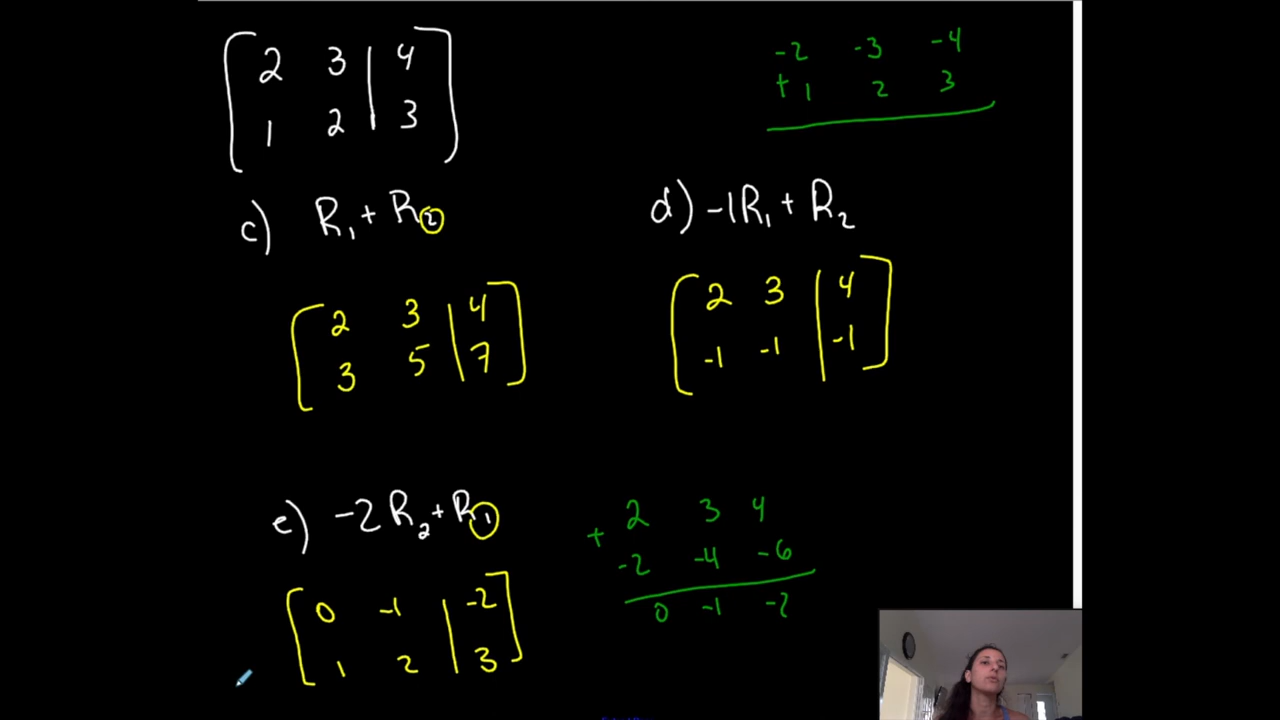 2 3 | 4
1 2 | 3
-2 -3 -4
+ 1 2 3
c) R₁ + R₂
d) -1R₁ + R₂
2 3 | 4
3 5 | 7
2 3 | 4
-1 -1 | -1
e) -2R₂ + R₁
0 -1 | -2
1 2 | 3
+ 2 3 4
-2 -4 -6
0 -1 -2